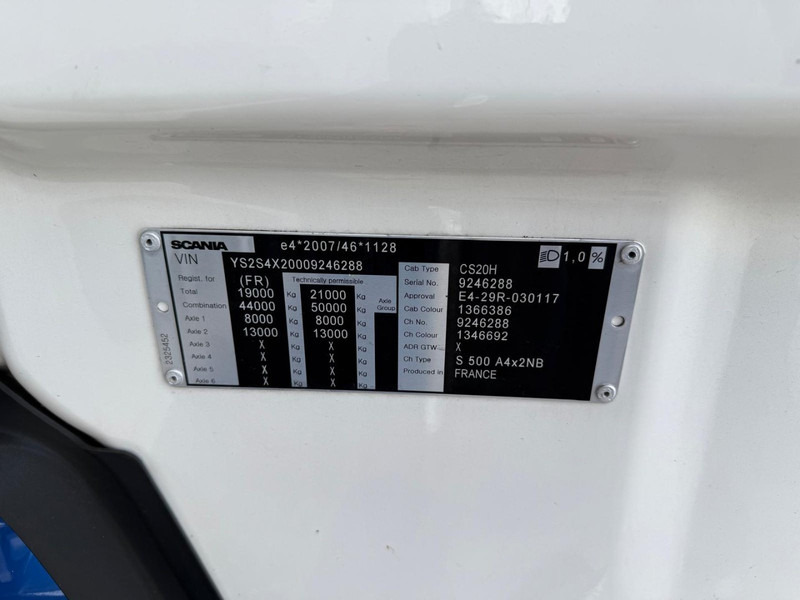 SCANIA e4*2007/46*1128 1,0 %
VIN YS2S4X20009246288
Regist. for (FR) Technically permissible
Total 19000 Kg 21000 Kg
Combination 44000 Kg 50000 Kg Axle Group
Axle 1 8000 Kg 8000 Kg
Axle 2 13000 Kg 13000 Kg
Axle 3 X Kg X Kg
Axle 4 X Kg X Kg
Axle 5 X Kg X Kg
Axle 6 X Kg X Kg
Cab Type CS20H
Serial No. 9246288
Approval E4-29R-030117
Cab Colour 1366386
Ch No. 9246288
Ch Colour 1346692
ADR GTW X
Ch Type S 500 A4x2NB
Produced in FRANCE
2325452